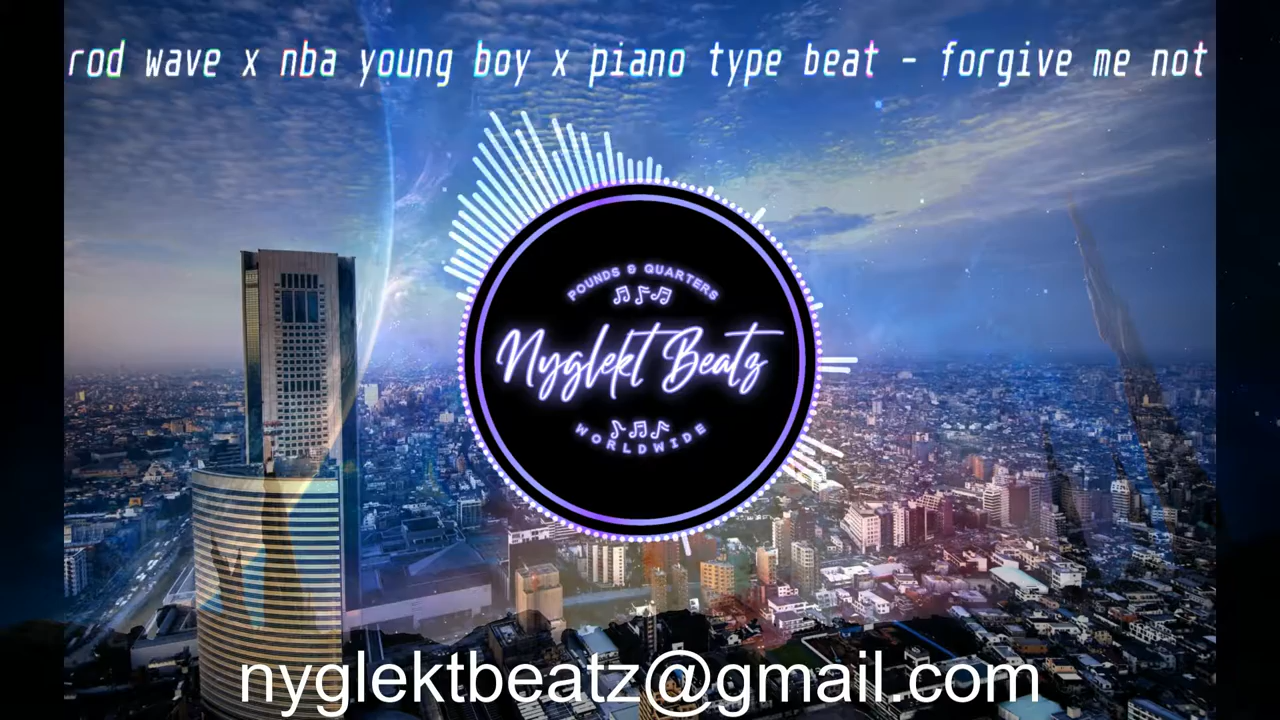 rod wave x nba young boy x piano type beat - forgive me not
POUNDS & QUARTERS
Nyglekt Beatz
WORLDWIDE
nyglektbeatz@gmail.com